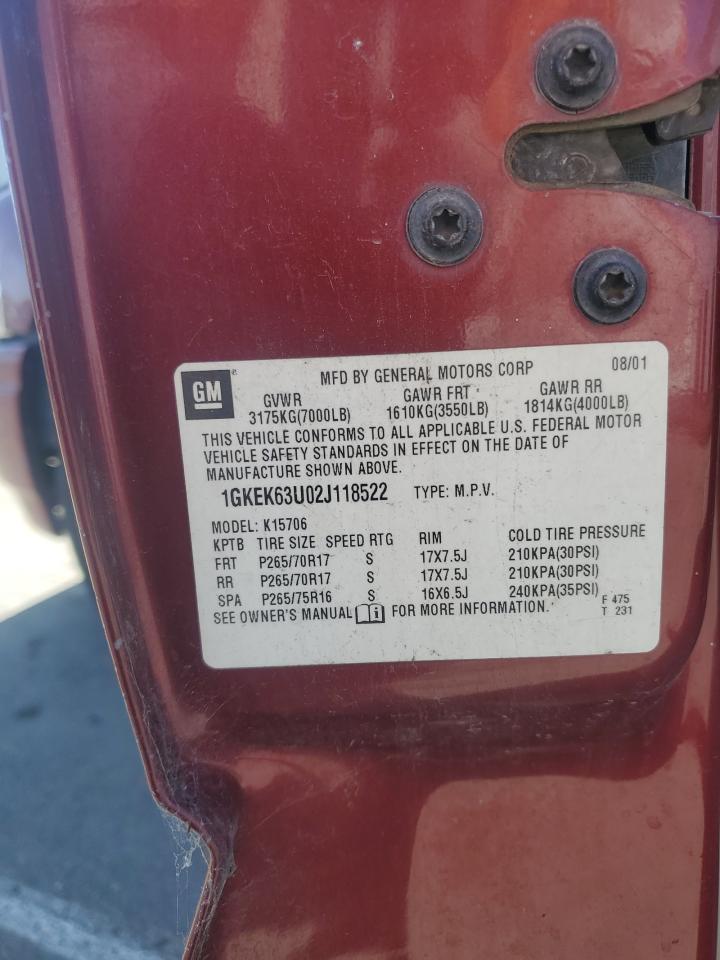 GM
MFD BY GENERAL MOTORS CORP 08/01
GVWR GAWR FRT GAWR RR
3175KG(7000LB) 1610KG(3550LB) 1814KG(4000LB)
THIS VEHICLE CONFORMS TO ALL APPLICABLE U.S. FEDERAL MOTOR
VEHICLE SAFETY STANDARDS IN EFFECT ON THE DATE OF
MANUFACTURE SHOWN ABOVE.
1GKEK63U02J118522 TYPE: M.P.V.
MODEL: K15706
KPTB TIRE SIZE SPEED RTG RIM COLD TIRE PRESSURE
FRT P265/70R17 S 17X7.5J 210KPA(30PSI)
RR P265/70R17 S 17X7.5J 210KPA(30PSI)
SPA P265/75R16 S 16X6.5J 240KPA(35PSI) F 475
SEE OWNER'S MANUAL FOR MORE INFORMATION. T 231